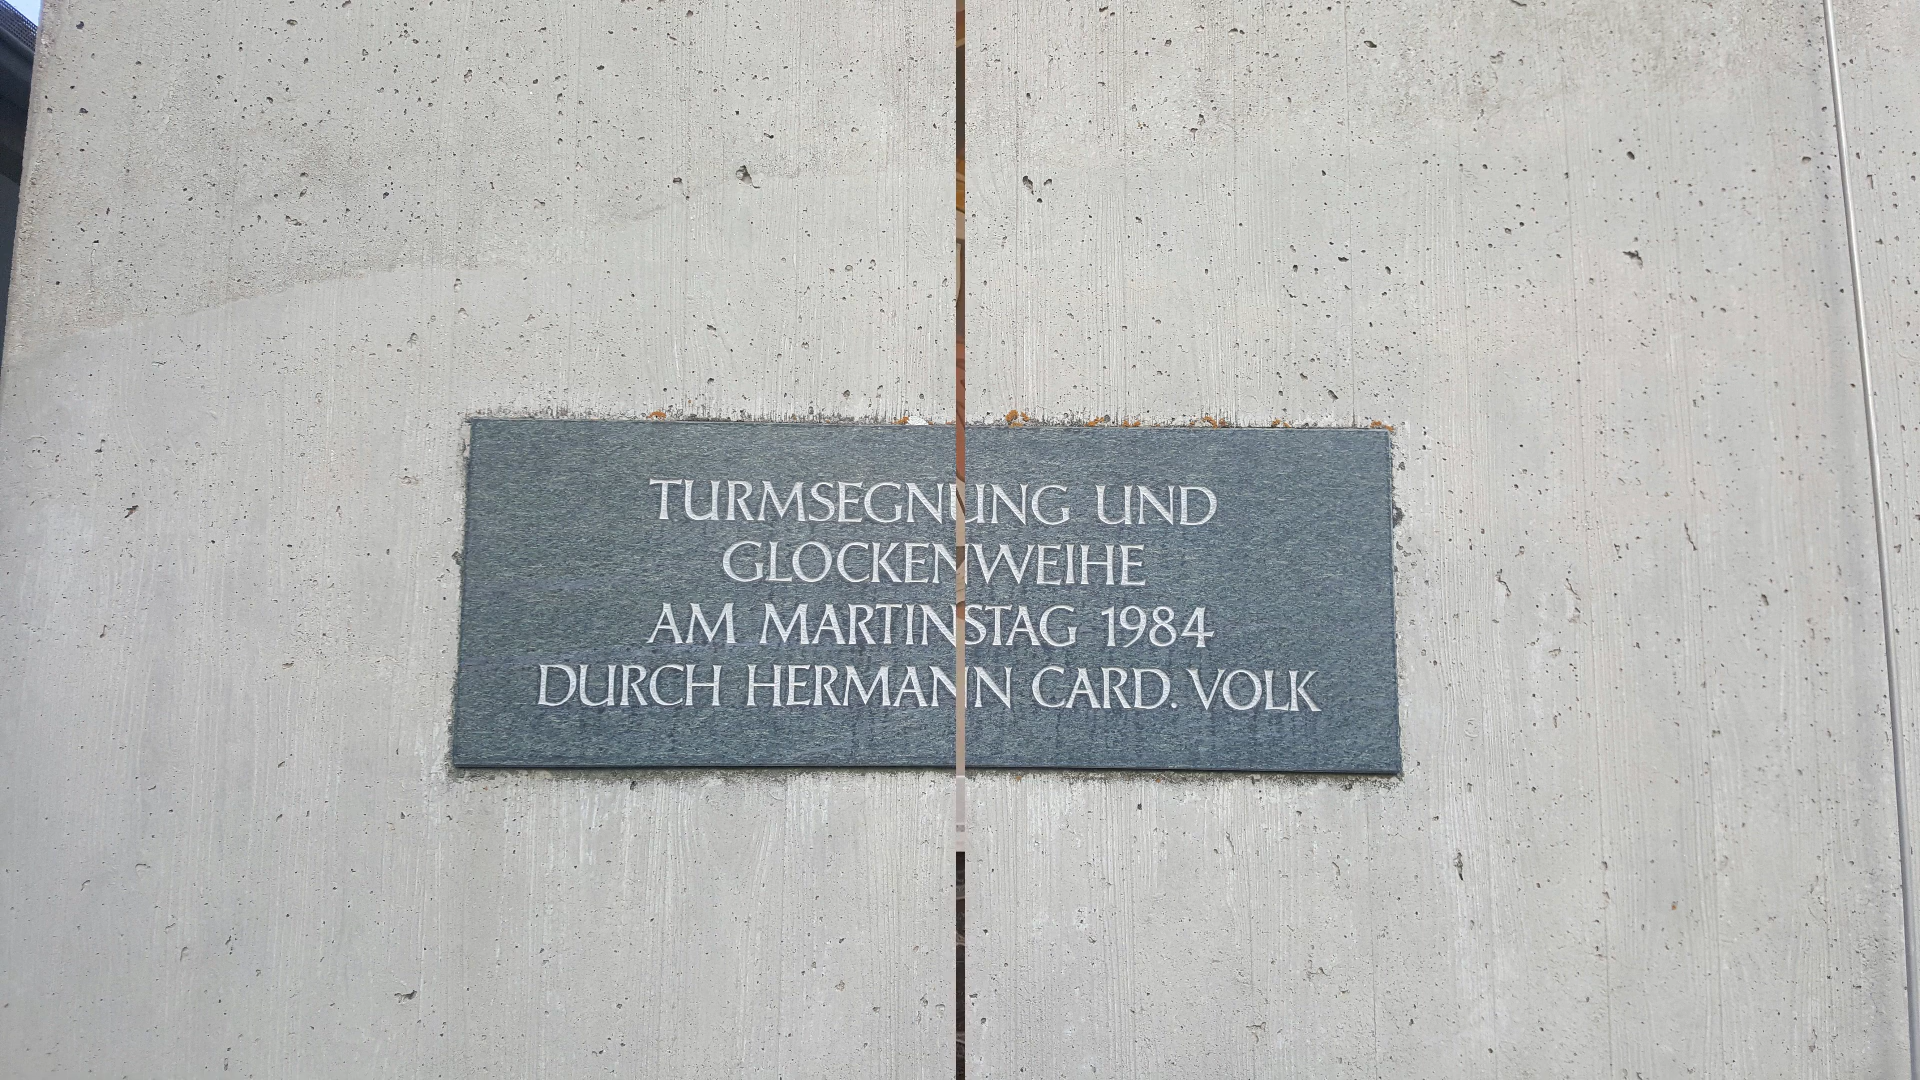 TURMSEGNUNG UND
GLOCKENWEIHE
AM MARTINSTAG 1984
DURCH HERMANN CARD. VOLK